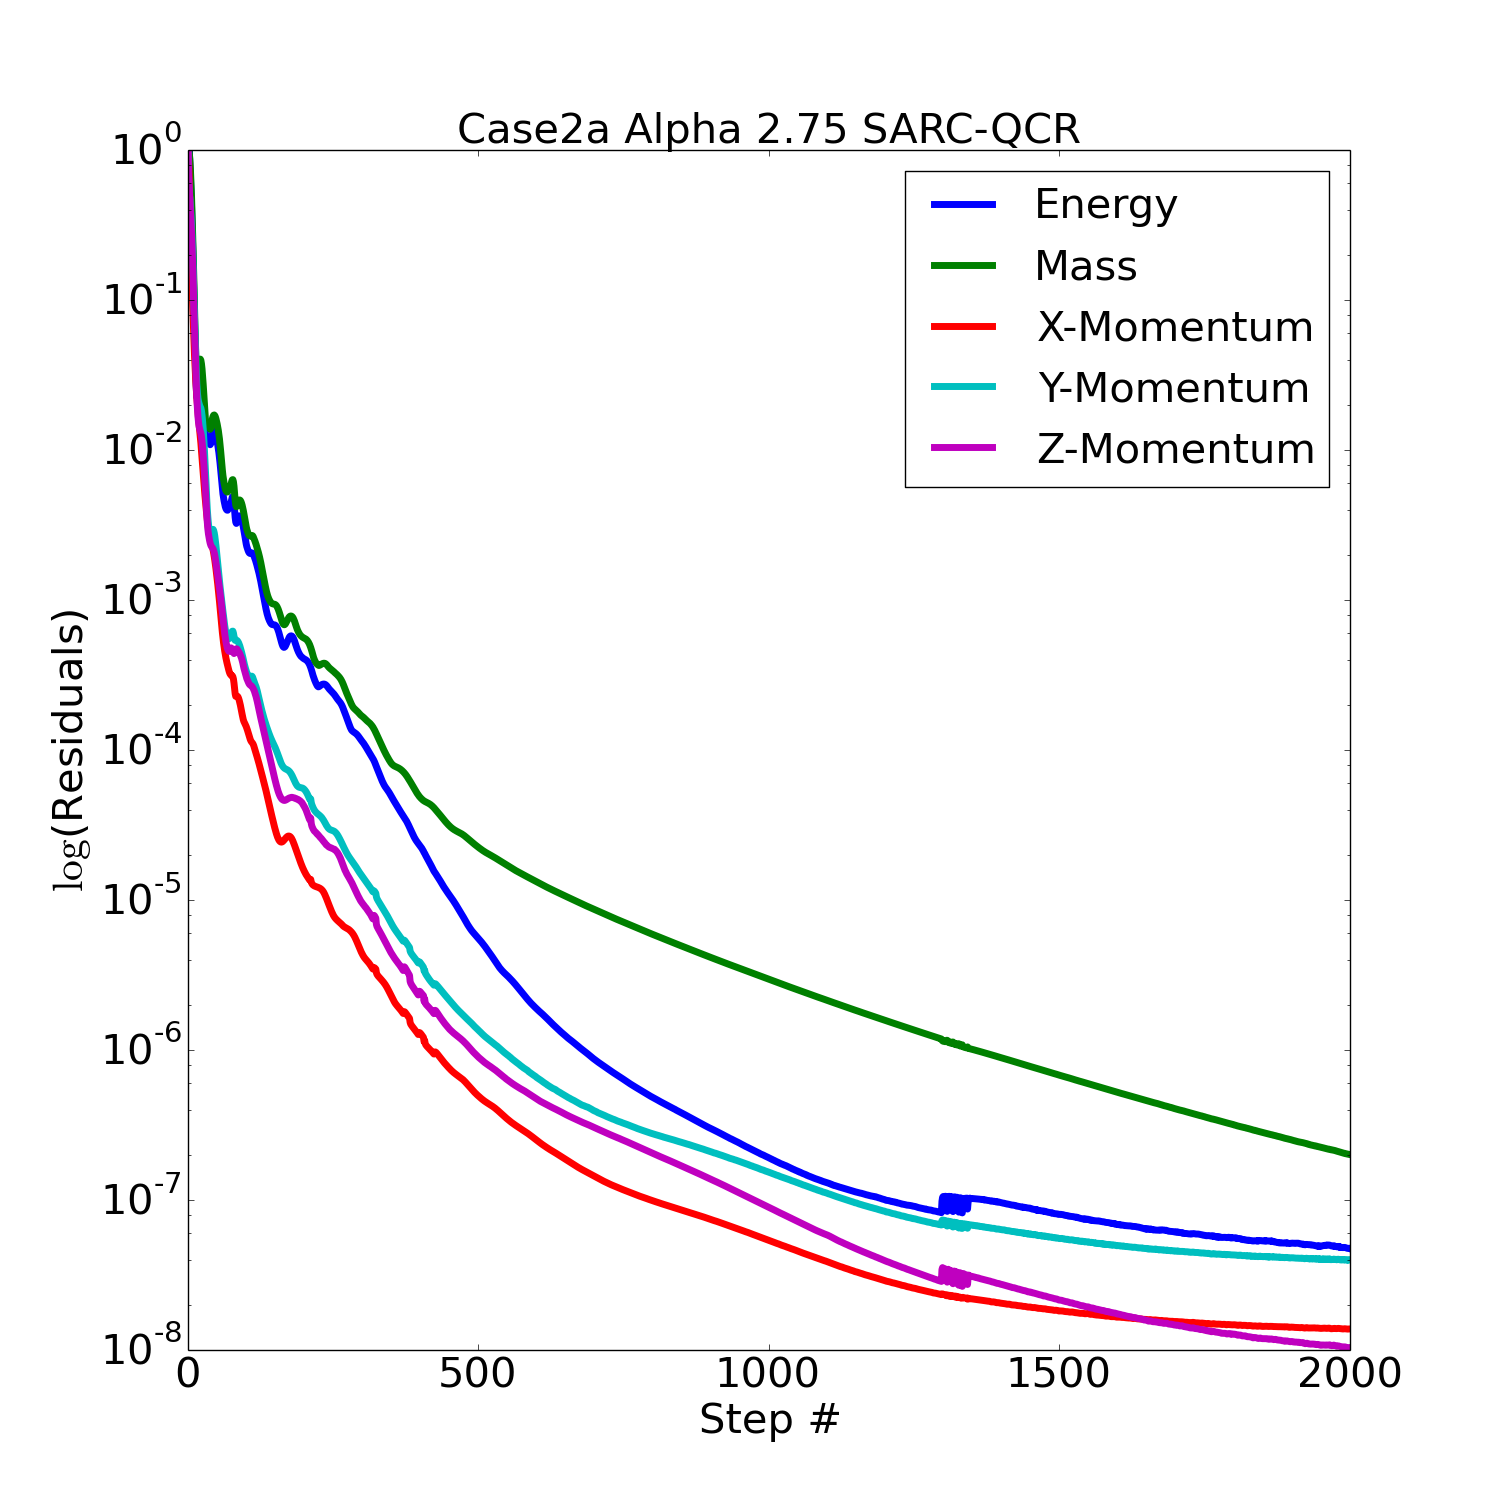 Case2a Alpha 2.75 SARC-QCR
10^0
10^-1
10^-2
10^-3
10^-4
10^-5
10^-6
10^-7
10^-8
log(Residuals)
Energy
Mass
X-Momentum
Y-Momentum
Z-Momentum
0 500 1000 1500 2000
Step #